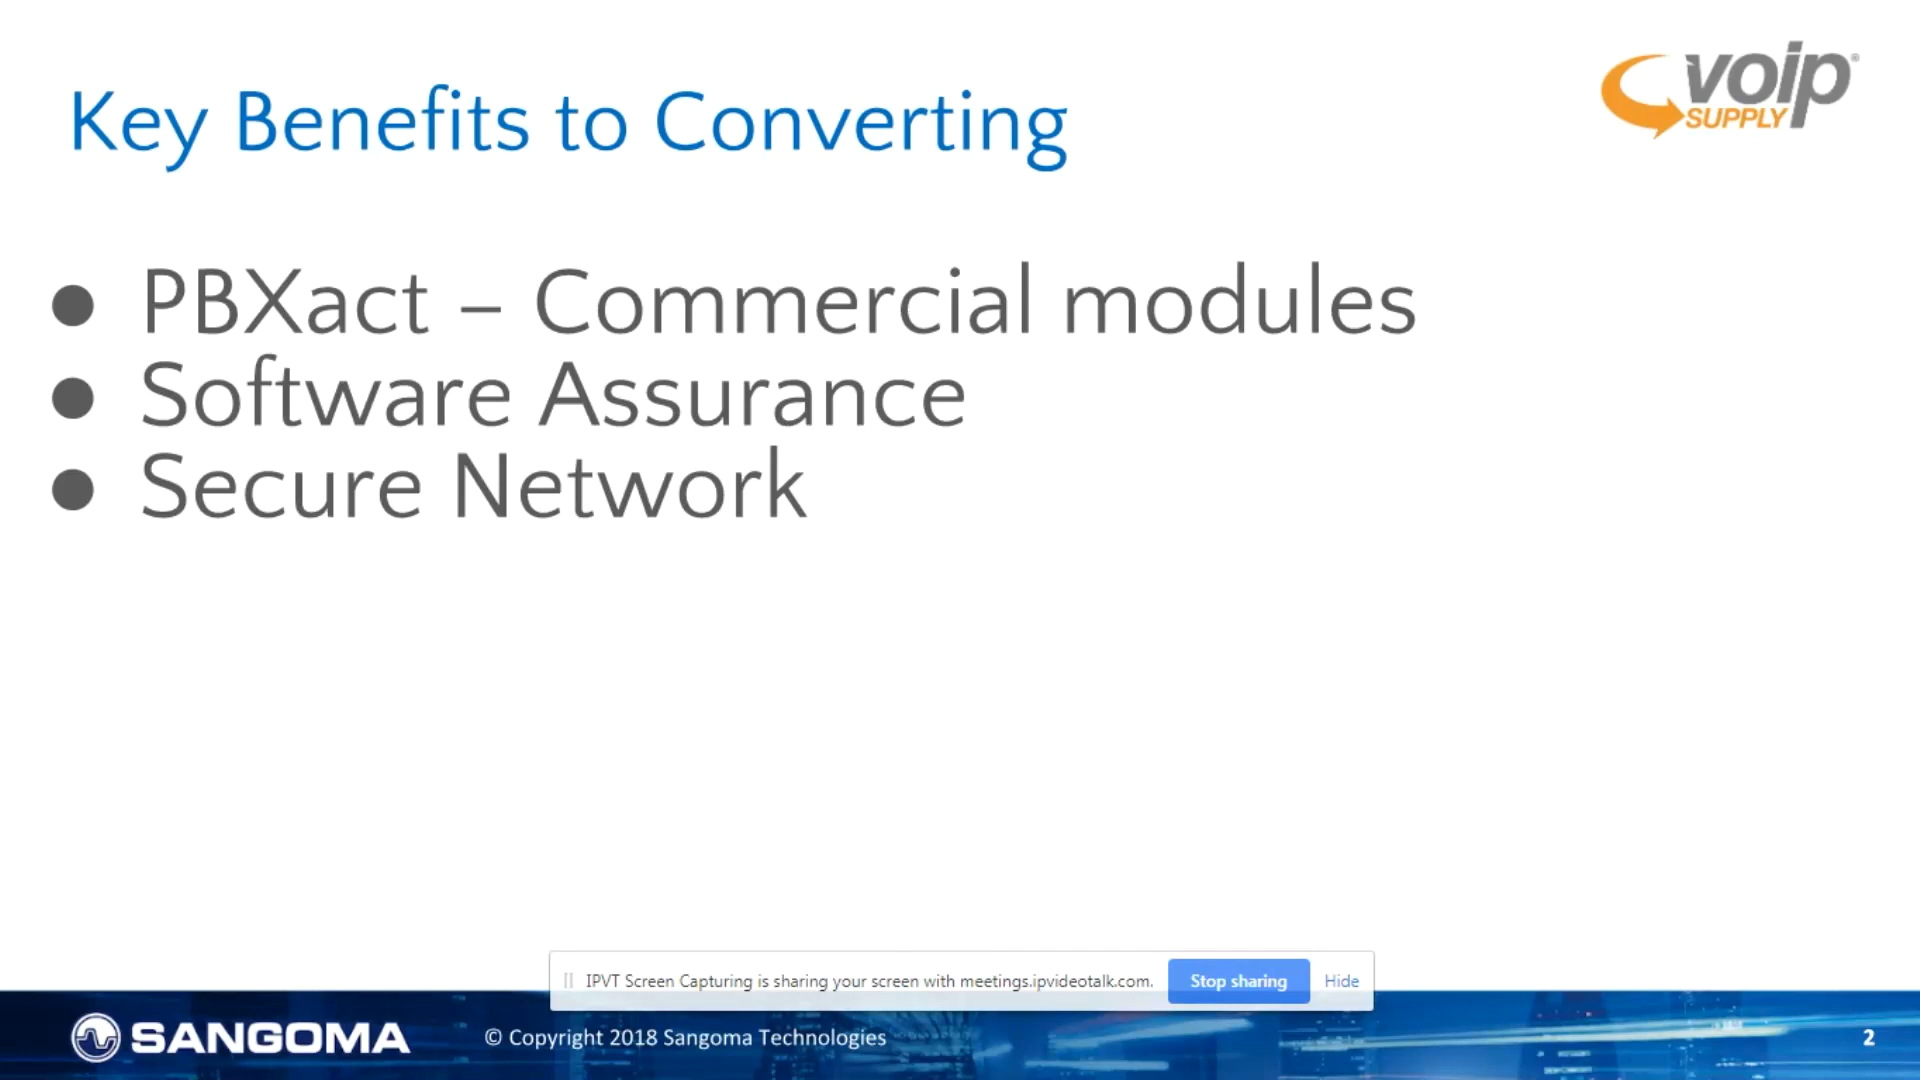 Key Benefits to Converting
voip®
SUPPLY
● PBXact – Commercial modules
● Software Assurance
● Secure Network
IPVT Screen Capturing is sharing your screen with meetings.ipvideotalk.com. Stop sharing Hide
SANGOMA © Copyright 2018 Sangoma Technologies 2